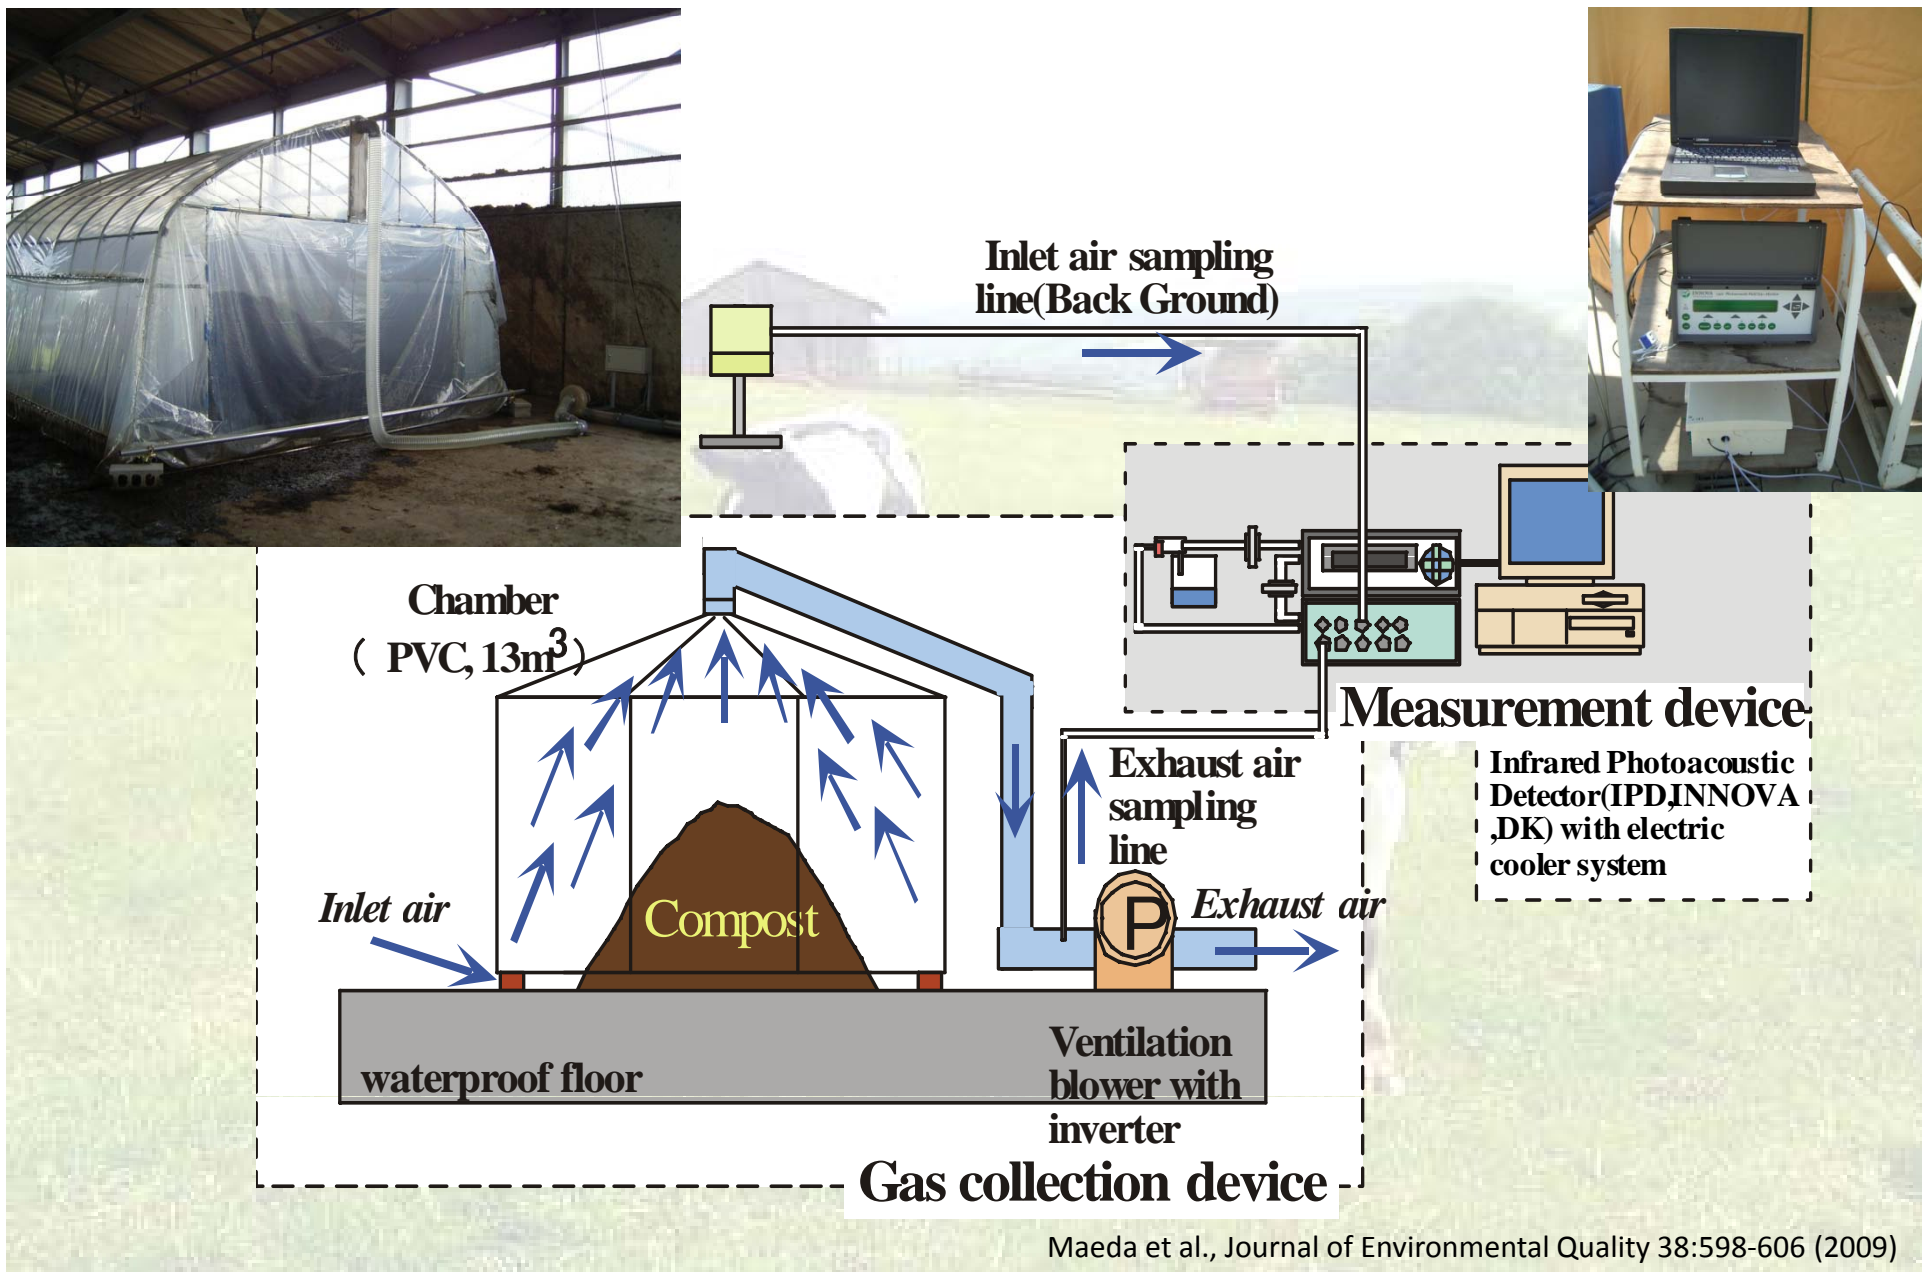 Inlet air sampling
line(Back Ground)
Chamber
( PVC, 13m³)
Measurement device
Infrared Photoacoustic
Detector(IPD,INNOVA
,DK) with electric
cooler system
Exhaust air
sampling
line
Inlet air
Compost
P
Exhaust air
waterproof floor
Ventilation
blower with
inverter
Gas collection device
Maeda et al., Journal of Environmental Quality 38:598-606 (2009)